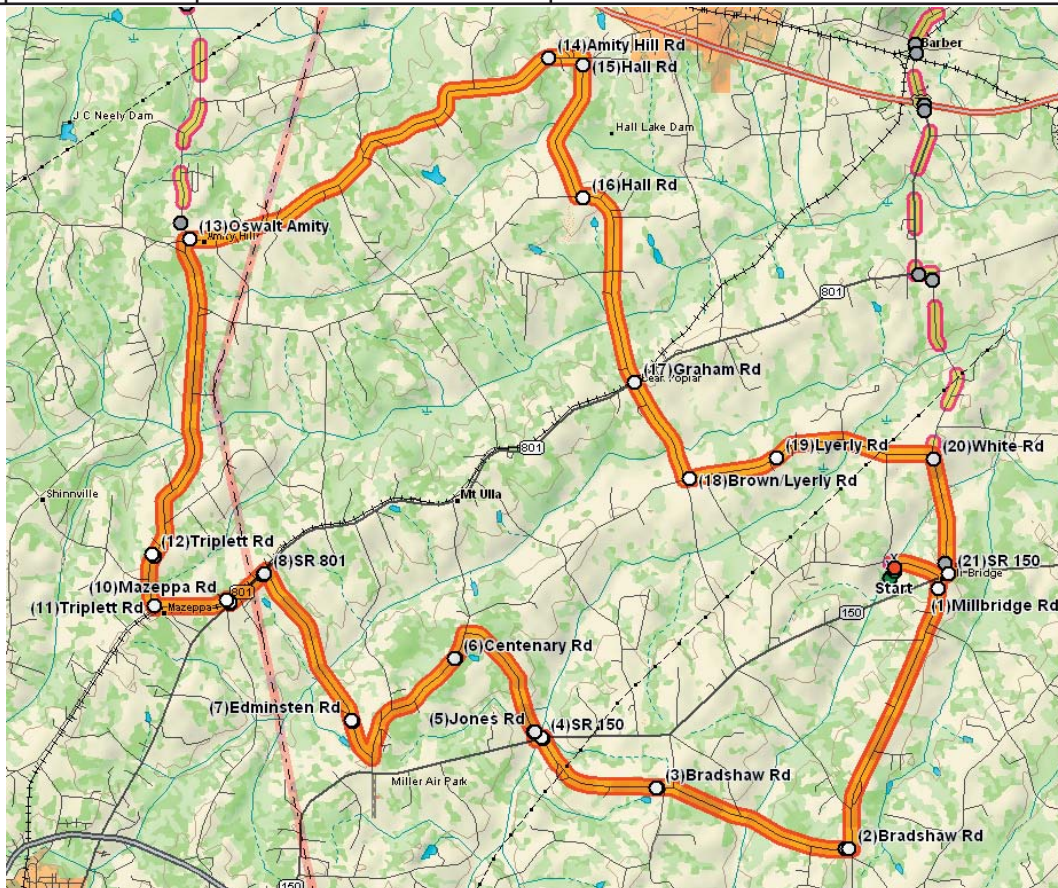 (14)Amity Hill Rd
Barber
(15)Hall Rd
J C Neely Dam
Hall Lake Dam
(16)Hall Rd
(13)Oswalt Amity
Amity Hill
801
(17)Graham Rd
801
(19)Lyerly Rd
(20)White Rd
(18)Brown/Lyerly Rd
Shinnville
Mt Ulla
(12)Triplett Rd
(8)SR 801
(21)SR 150
(10)Mazeppa Rd
801
Start
(1)Millbridge Rd
(11)Triplett Rd
Mazeppa
150
(6)Centenary Rd
(7)Edminsten Rd
(5)Jones Rd
(4)SR 150
Miller Air Park
(3)Bradshaw Rd
(2)Bradshaw Rd
150